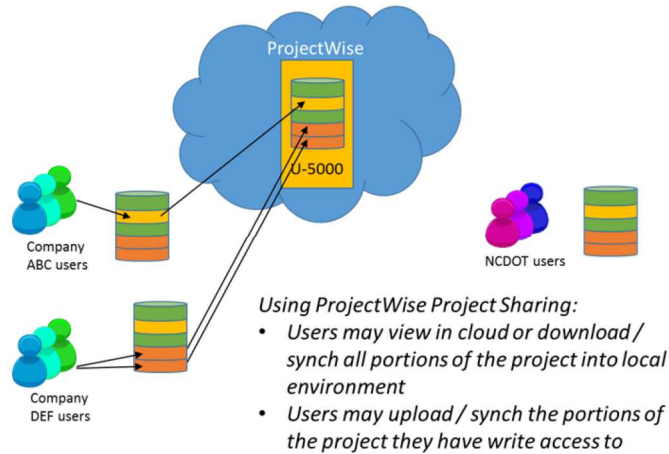 ProjectWise
U-5000
Company
ABC users
NCDOT users
Company
DEF users
Using ProjectWise Project Sharing:
• Users may view in cloud or download /
synch all portions of the project into local
environment
• Users may upload / synch the portions of
the project they have write access to